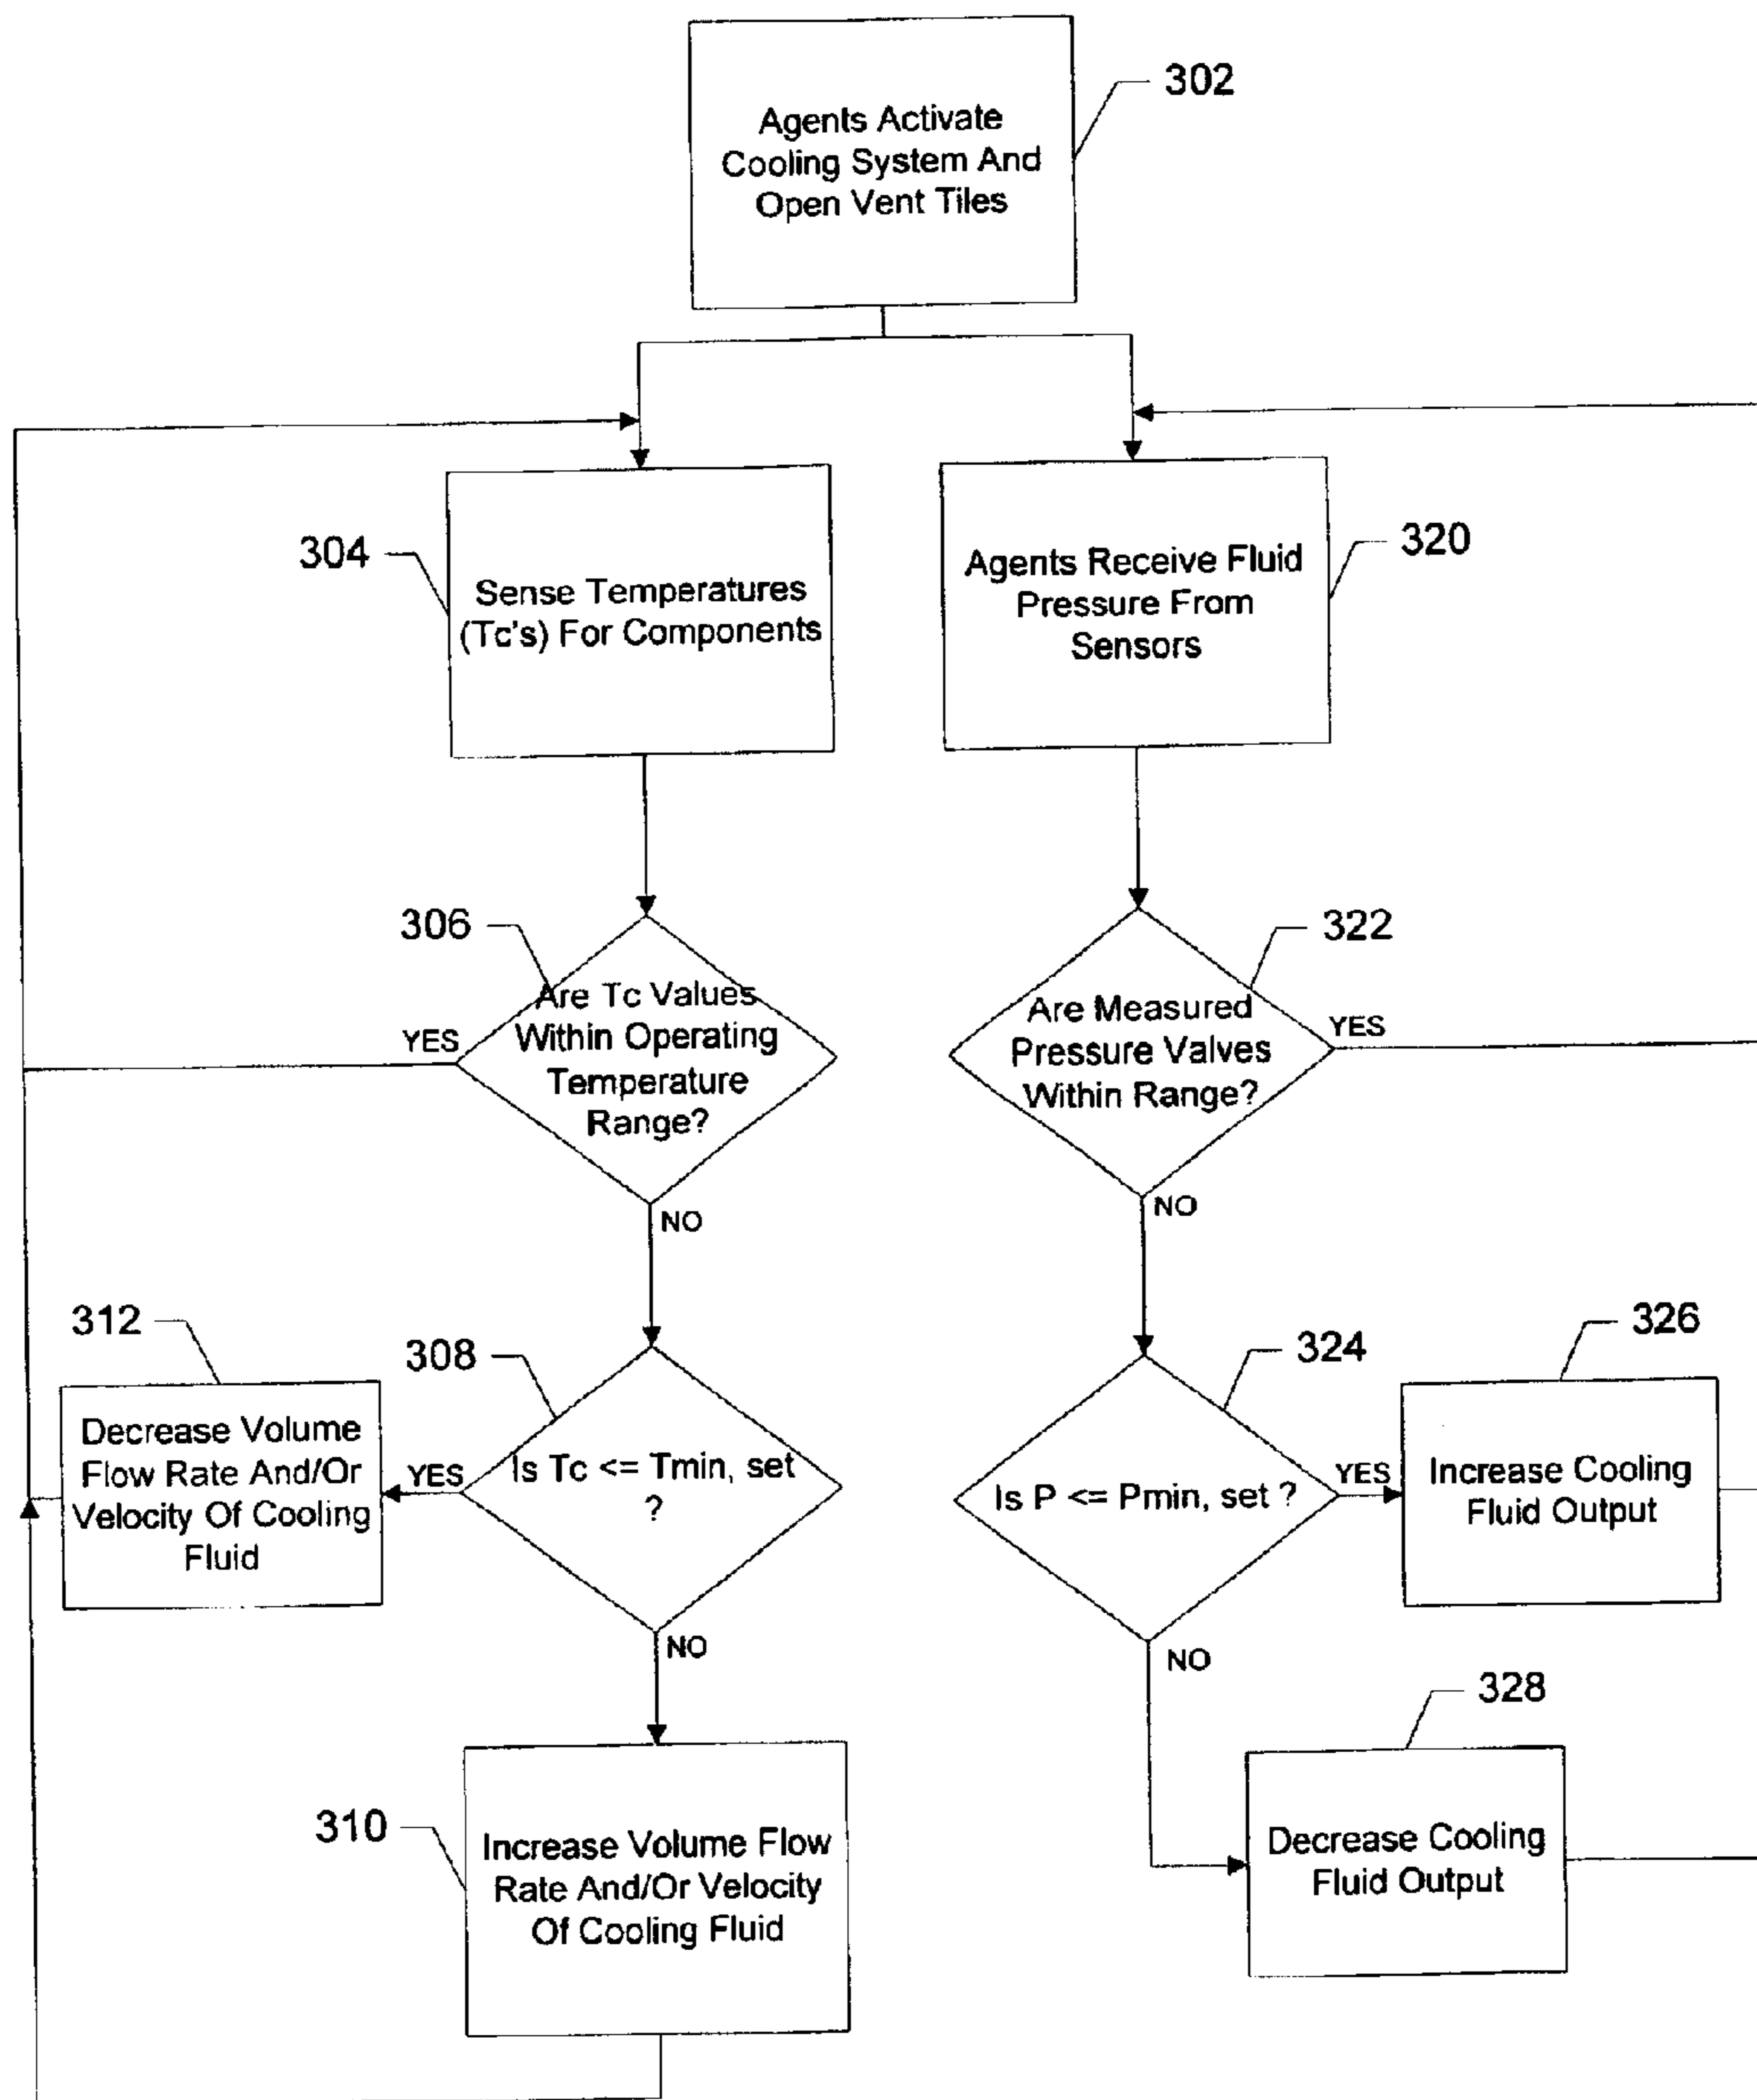 302
Agents Activate
Cooling System And
Open Vent Tiles
304
Sense Temperatures
(Tc's) For Components
320
Agents Receive Fluid
Pressure From
Sensors
306
Are Tc Values
Within Operating
Temperature
Range?
YES
NO
322
Are Measured
Pressure Valves
Within Range?
YES
NO
312
Decrease Volume
Flow Rate And/Or
Velocity Of Cooling
Fluid
308
Is Tc <= Tmin, set
?
YES
NO
324
Is P <= Pmin, set ?
YES
NO
326
Increase Cooling
Fluid Output
328
Decrease Cooling
Fluid Output
310
Increase Volume Flow
Rate And/Or Velocity
Of Cooling Fluid